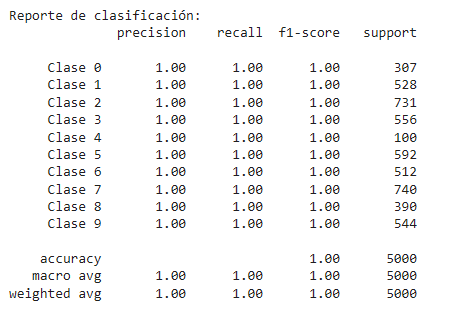 Reporte de clasificación:
precision recall f1-score support
Clase 0 1.00 1.00 1.00 307
Clase 1 1.00 1.00 1.00 528
Clase 2 1.00 1.00 1.00 731
Clase 3 1.00 1.00 1.00 556
Clase 4 1.00 1.00 1.00 100
Clase 5 1.00 1.00 1.00 592
Clase 6 1.00 1.00 1.00 512
Clase 7 1.00 1.00 1.00 740
Clase 8 1.00 1.00 1.00 390
Clase 9 1.00 1.00 1.00 544
accuracy 1.00 5000
macro avg 1.00 1.00 1.00 5000
weighted avg 1.00 1.00 1.00 5000